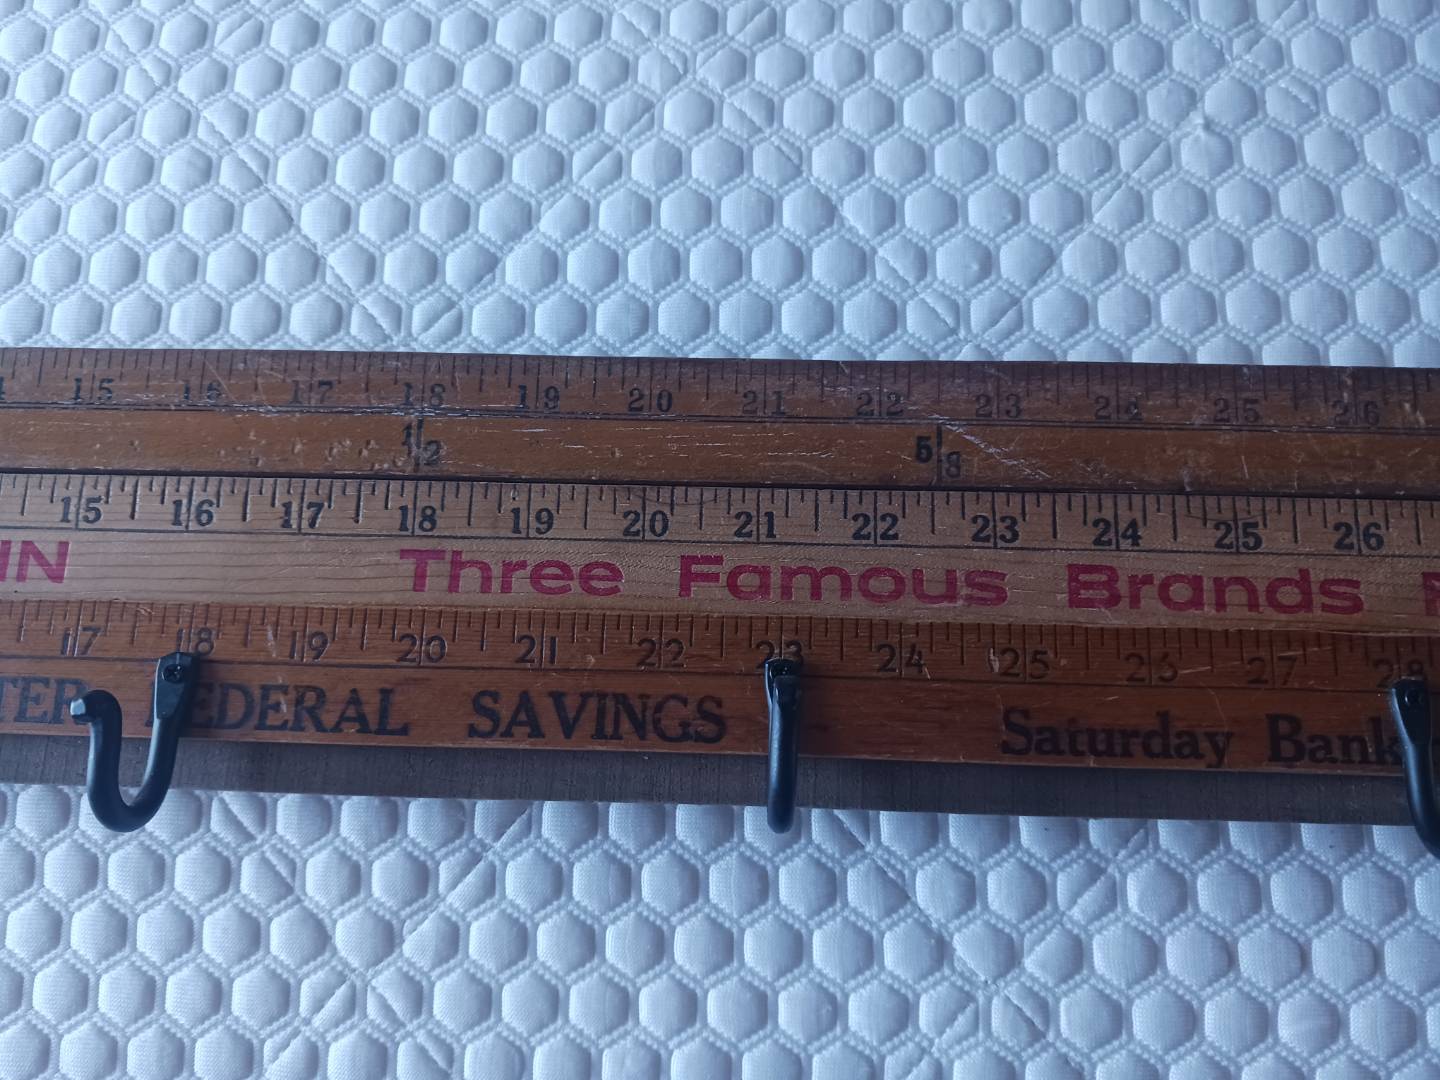 15 16 17 18 19 20 21 22 23 24 25 26
1/2 5/8
15 16 17 18 19 20 21 22 23 24 25 26
Three Famous Brands
17 18 19 20 21 22 23 24 25 26 27 28
FEDERAL SAVINGS Saturday Bank